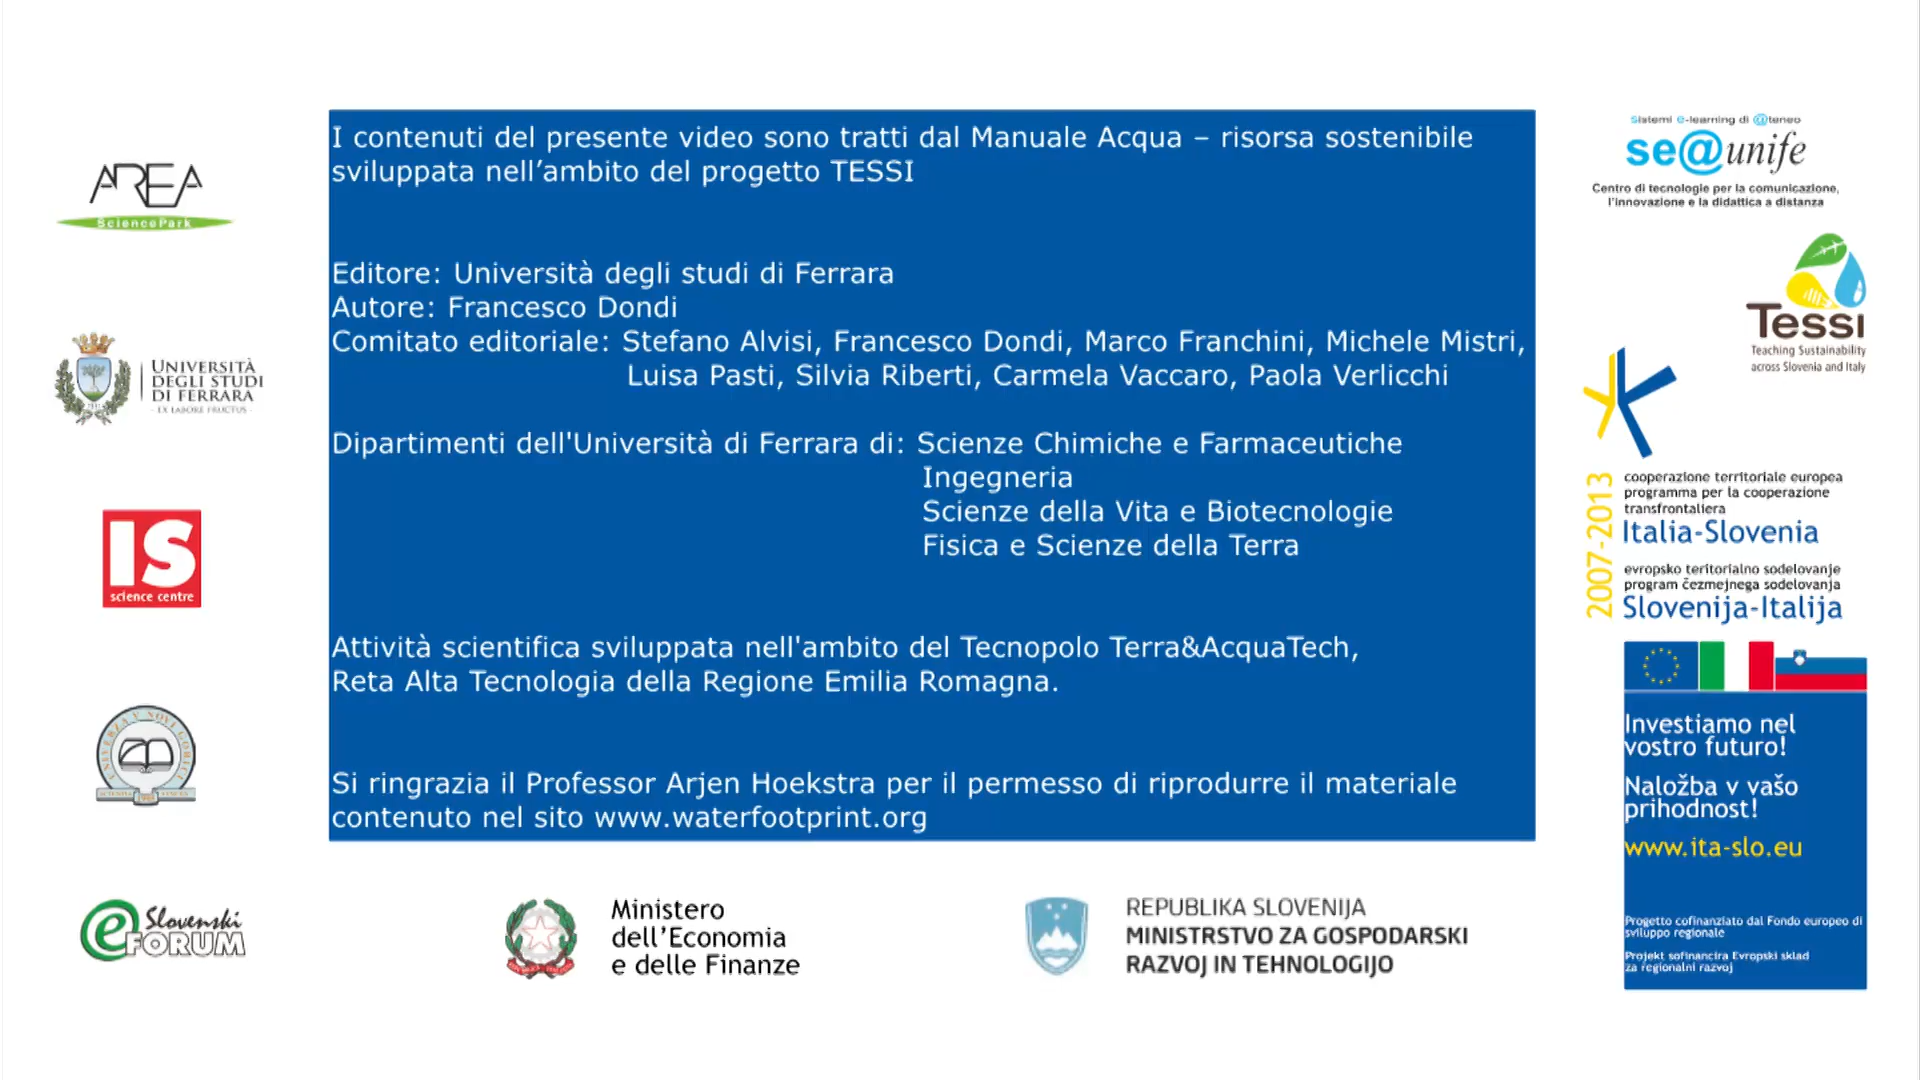 I contenuti del presente video sono tratti dal Manuale Acqua – risorsa sostenibile
sviluppata nell’ambito del progetto TESSI
Editore: Università degli studi di Ferrara
Autore: Francesco Dondi
Comitato editoriale: Stefano Alvisi, Francesco Dondi, Marco Franchini, Michele Mistri,
Luisa Pasti, Silvia Riberti, Carmela Vaccaro, Paola Verlicchi
Dipartimenti dell'Università di Ferrara di: Scienze Chimiche e Farmaceutiche
Ingegneria
Scienze della Vita e Biotecnologie
Fisica e Scienze della Terra
Attività scientifica sviluppata nell'ambito del Tecnopolo Terra&AcquaTech,
Reta Alta Tecnologia della Regione Emilia Romagna.
Si ringrazia il Professor Arjen Hoekstra per il permesso di riprodurre il materiale
contenuto nel sito www.waterfootprint.org
AREA
SciencePark
UNIVERSITÀ
DEGLI STUDI
DI FERRARA
- EX LABORE FRUCTUS -
IS
science centre
e Slovenski
FORUM
Ministero
dell’Economia
e delle Finanze
REPUBLIKA SLOVENIJA
MINISTRSTVO ZA GOSPODARSKI
RAZVOJ IN TEHNOLOGIJO
Sistemi e-learning di @teneo
se@unife
Centro di tecnologie per la comunicazione,
l'innovazione e la didattica a distanza
Tessi
Teaching Sustainability
across Slovenia and Italy
2007-2013
cooperazione territoriale europea
programma per la cooperazione
transfrontaliera
Italia-Slovenia
evropsko teritorialno sodelovanje
program čezmejnega sodelovanja
Slovenija-Italija
Investiamo nel
vostro futuro!
Naložba v vašo
prihodnost!
www.ita-slo.eu
Progetto cofinanziato dal Fondo europeo di
sviluppo regionale
Projekt sofinancira Evropski sklad
za regionalni razvoj